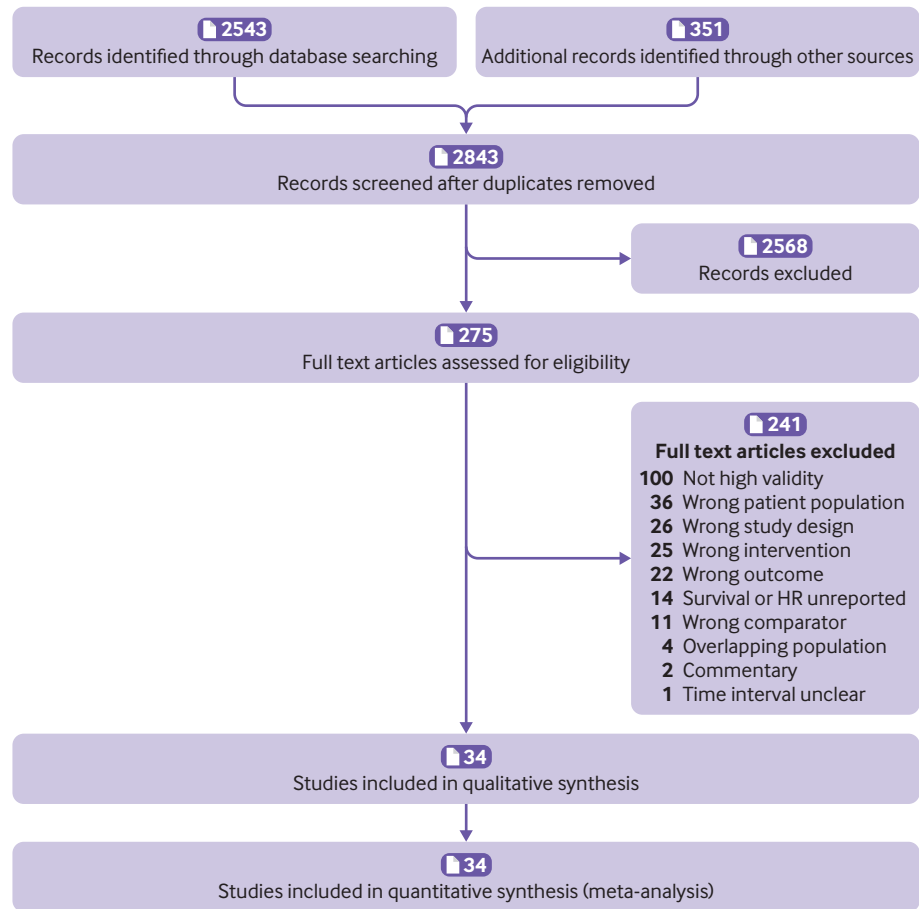 2543
Records identified through database searching
351
Additional records identified through other sources
2843
Records screened after duplicates removed
2568
Records excluded
275
Full text articles assessed for eligibility
241
Full text articles excluded
100 Not high validity
36 Wrong patient population
26 Wrong study design
25 Wrong intervention
22 Wrong outcome
14 Survival or HR unreported
11 Wrong comparator
4 Overlapping population
2 Commentary
1 Time interval unclear
34
Studies included in qualitative synthesis
34
Studies included in quantitative synthesis (meta-analysis)